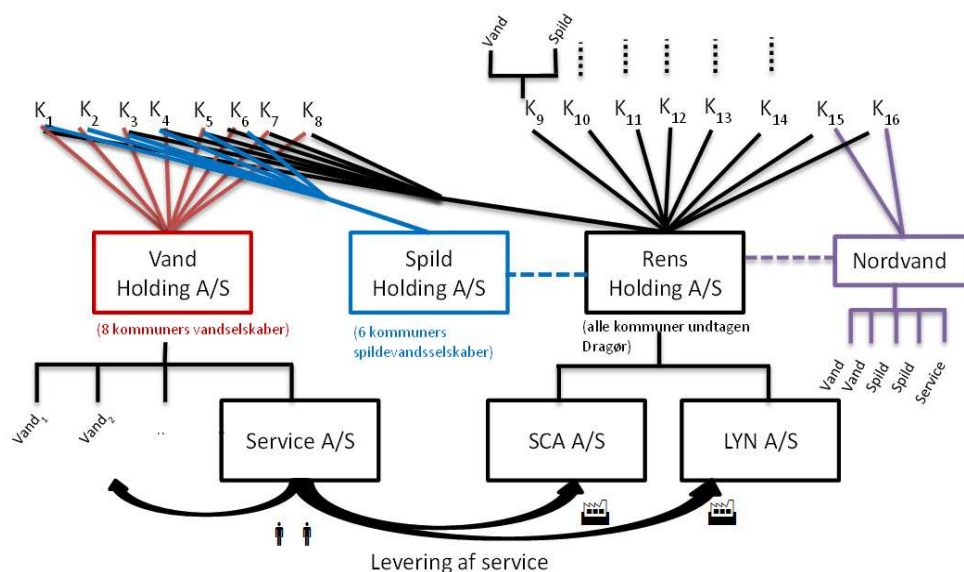 Vand
Spild
K1 K2 K3 K4 K5 K6 K7 K8
K9 K10 K11 K12 K13 K14 K15 K16
Vand
Holding A/S
Spild
Holding A/S
Rens
Holding A/S
Nordvand
(8 kommuners vandselskaber)
(6 kommuners
spildevandsselskaber)
(alle kommuner undtagen
Dragør)
Vand
Vand
Spild
Spild
Service
Vand1
Vand2
..
Service A/S
SCA A/S
LYN A/S
Levering af service